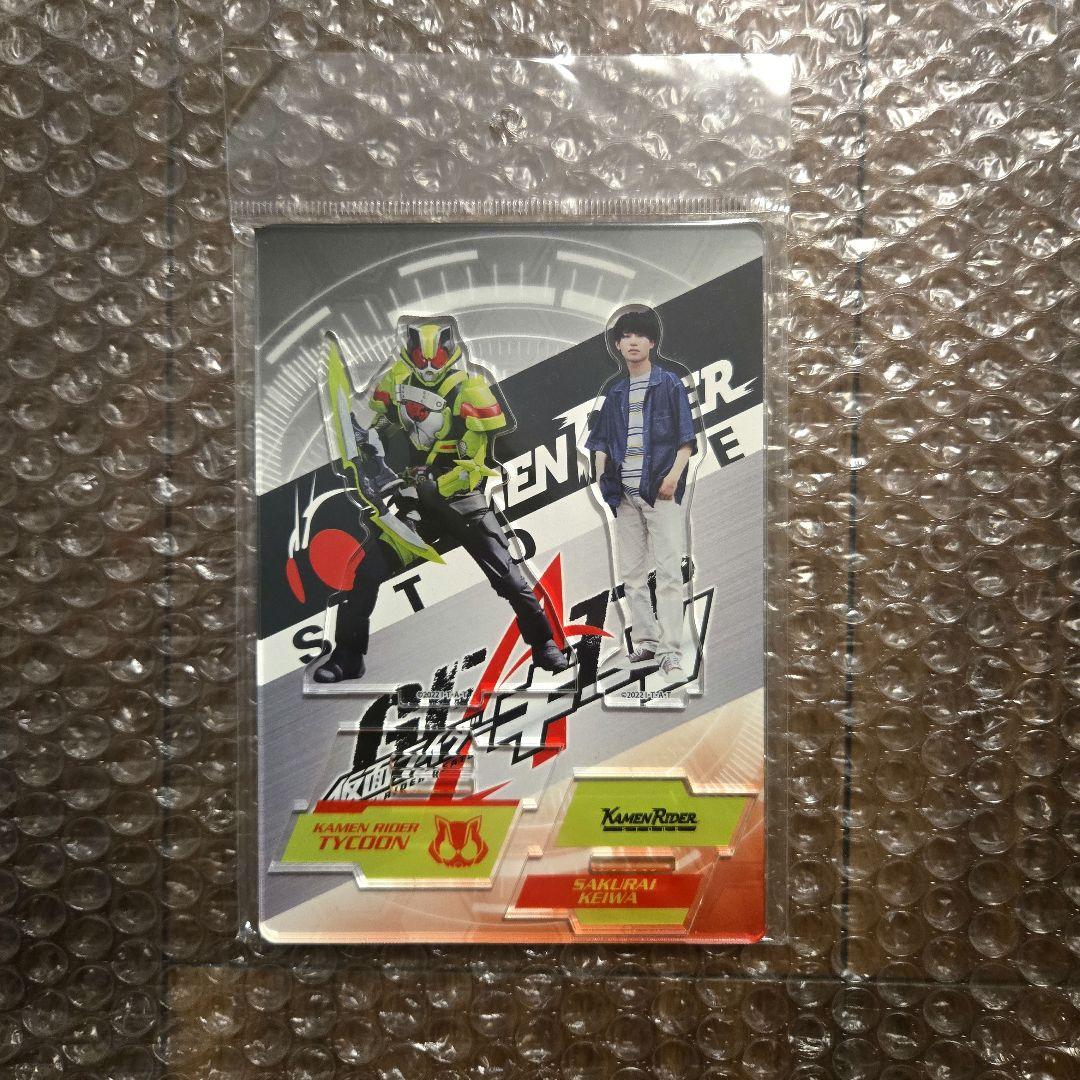 KAMEN RIDER
STORE
©2022 I・T・A・T
©2022 I・T・A・T
仮面ライダー
ギーツ
KAMEN RIDER
TYCOON
KAMEN RIDER
STORE
SAKURAI
KEIWA